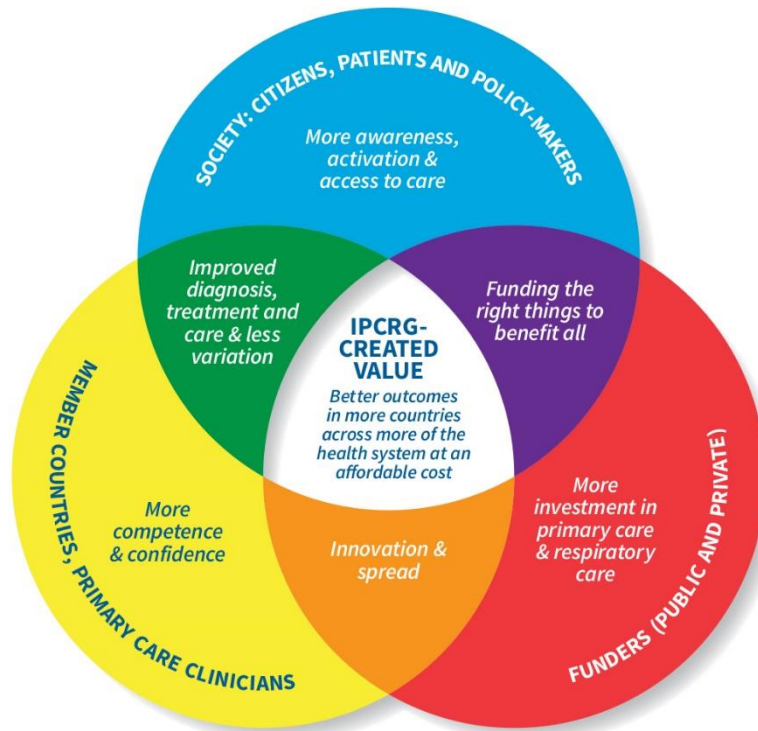 SOCIETY: CITIZENS, PATIENTS AND POLICY-MAKERS
More awareness,
activation &
access to care
Improved
diagnosis,
treatment and
care & less
variation
Funding the
right things to
benefit all
IPCRG-
CREATED
VALUE
Better outcomes
in more countries
across more of the
health system at an
affordable cost
MEMBER COUNTRIES, PRIMARY CARE CLINICIANS
More
competence
& confidence
Innovation &
spread
More
investment in
primary care
& respiratory
care
FUNDERS (PUBLIC AND PRIVATE)